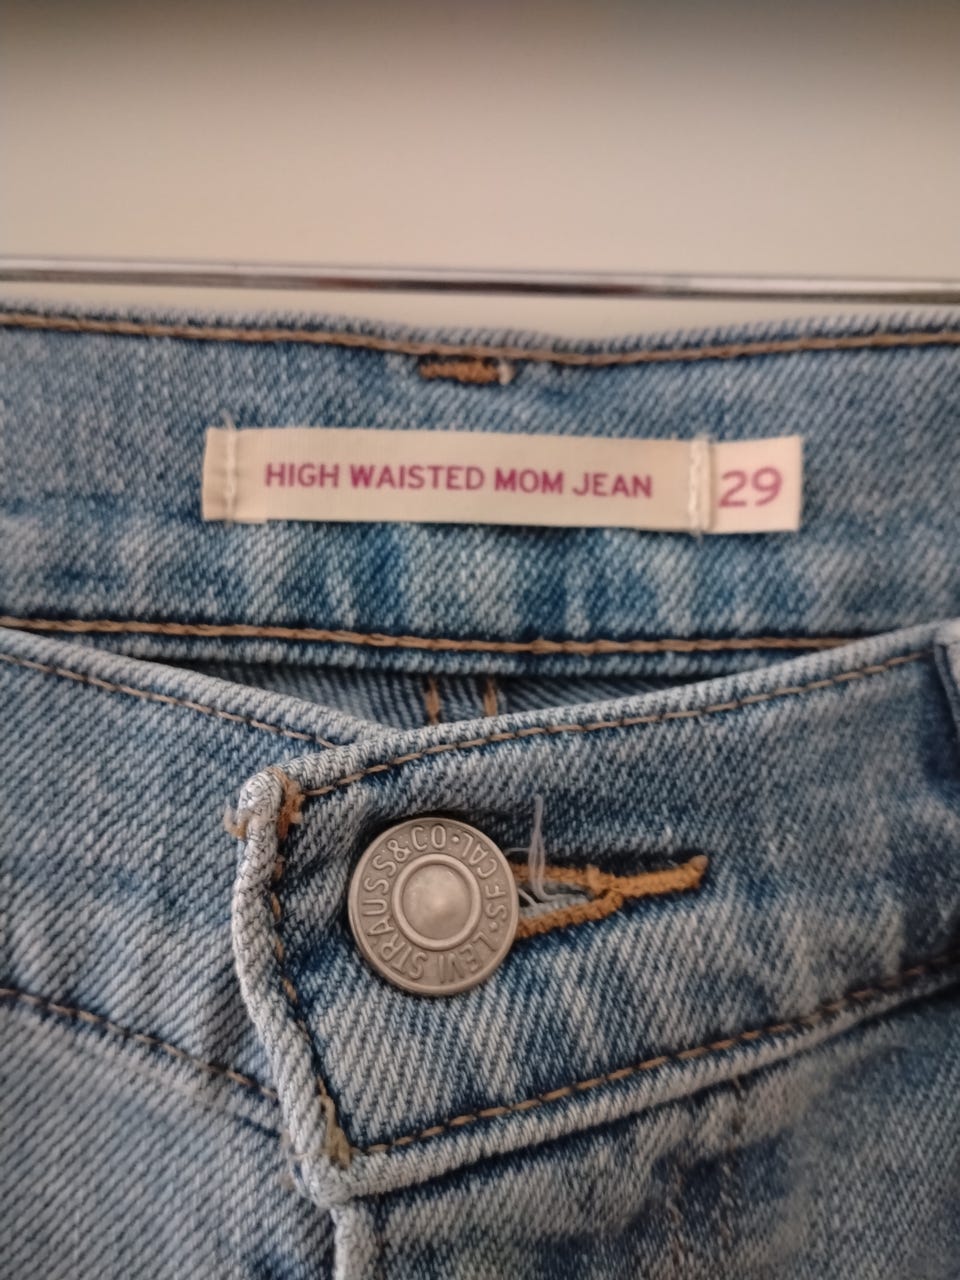 HIGH WAISTED MOM JEAN 29
LEVI STRAUSS & CO • S.F. CAL •